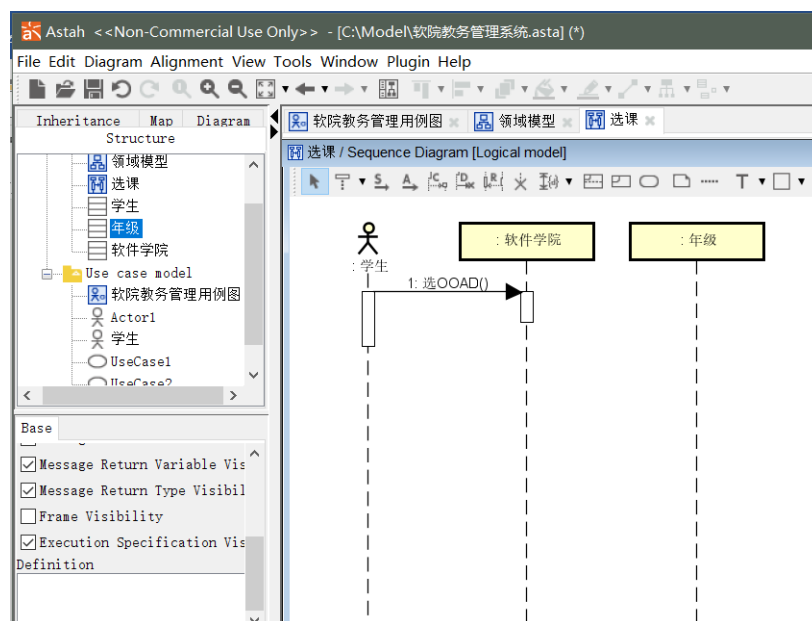 Astah <<Non-Commercial Use Only>> - [C:\Model\软院教务管理系统.asta] (*)
File Edit Diagram Alignment View Tools Window Plugin Help
Inheritance Map Diagram
Structure
领域模型
选课
学生
年级
软件学院
Use case model
软院教务管理用例图
Actor1
学生
UseCase1
UseCase2
Base
Message Return Variable Vis
Message Return Type Visibil
Frame Visibility
Execution Specification Vis
Definition
软院教务管理用例图 领域模型 选课
选课 / Sequence Diagram [Logical model]
: 学生
: 软件学院
: 年级
1: 选OOAD()